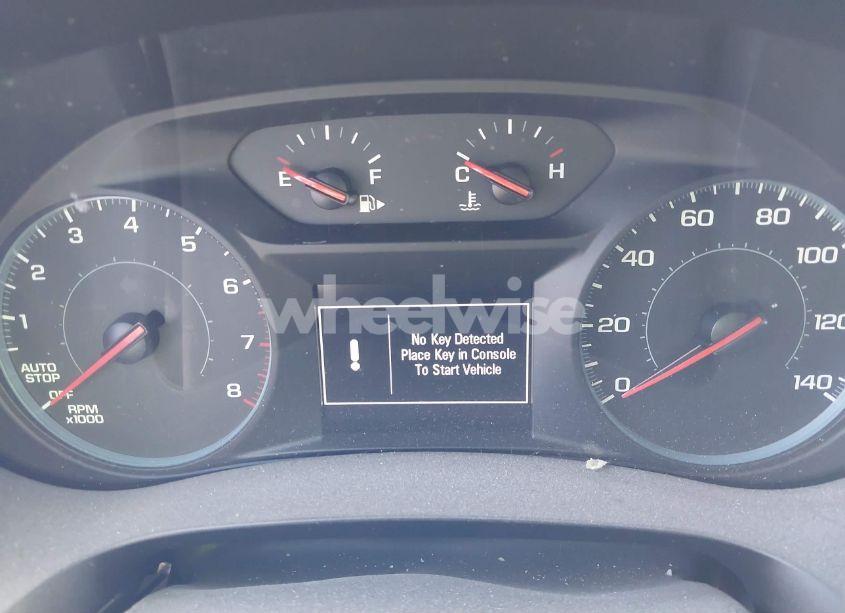 E F
C H
1 2 3 4 5 6 7 8
AUTO
STOP
OFF
RPM
x1000
0 20 40 60 80 100 120 140
wheelwise
No Key Detected
Place Key in Console
To Start Vehicle
!